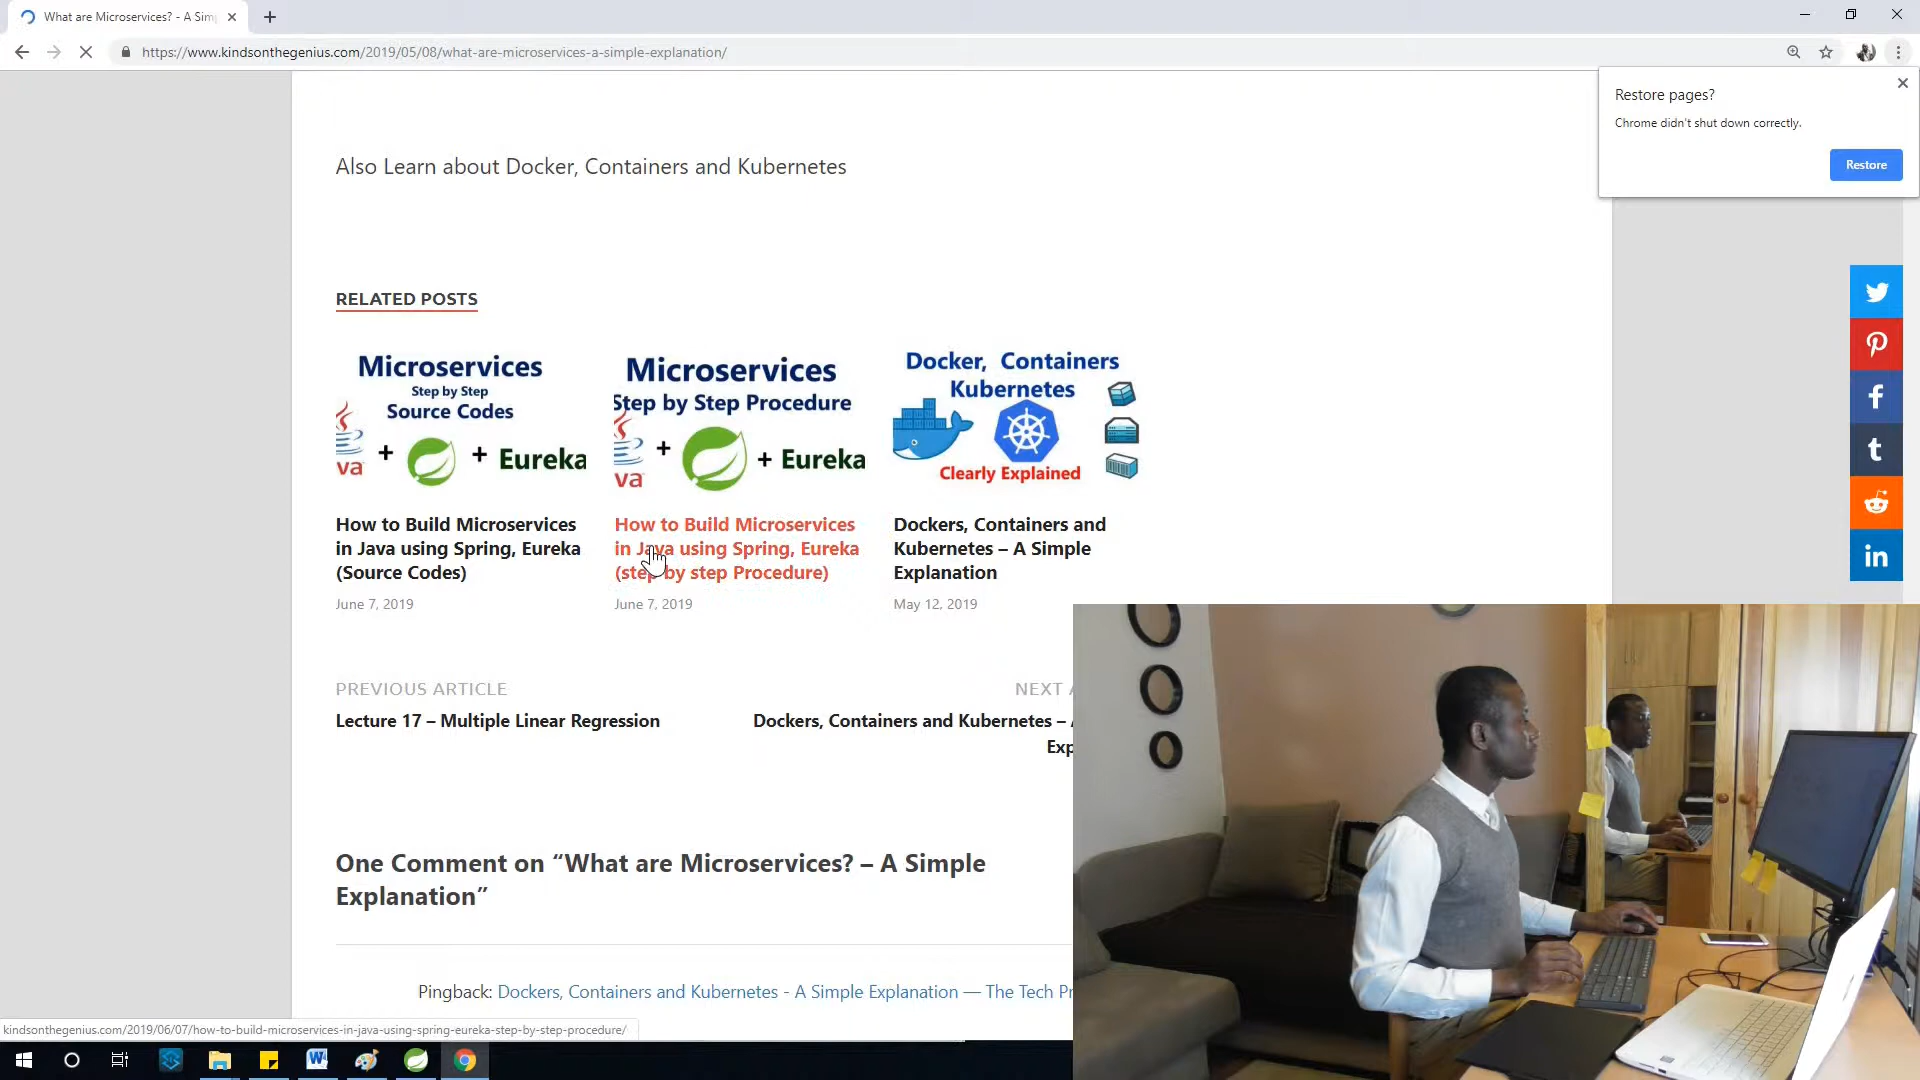 What are Microservices? - A Sim
https://www.kindsonthegenius.com/2019/05/08/what-are-microservices-a-simple-explanation/
Restore pages?
Chrome didn't shut down correctly.
Restore
Also Learn about Docker, Containers and Kubernetes
RELATED POSTS
Microservices
Step by Step
Source Codes
va + + Eureka
Microservices
Step by Step Procedure
va + + Eureka
Docker, Containers
Kubernetes
Clearly Explained
How to Build Microservices
in Java using Spring, Eureka
(Source Codes)
June 7, 2019
How to Build Microservices
in Java using Spring, Eureka
(step by step Procedure)
June 7, 2019
Dockers, Containers and
Kubernetes – A Simple
Explanation
May 12, 2019
PREVIOUS ARTICLE
Lecture 17 – Multiple Linear Regression
NEXT A
Dockers, Containers and Kubernetes – A
Exp
One Comment on “What are Microservices? – A Simple
Explanation”
Pingback: Dockers, Containers and Kubernetes - A Simple Explanation — The Tech Pr
kindsonthegenius.com/2019/06/07/how-to-build-microservices-in-java-using-spring-eureka-step-by-step-procedure/